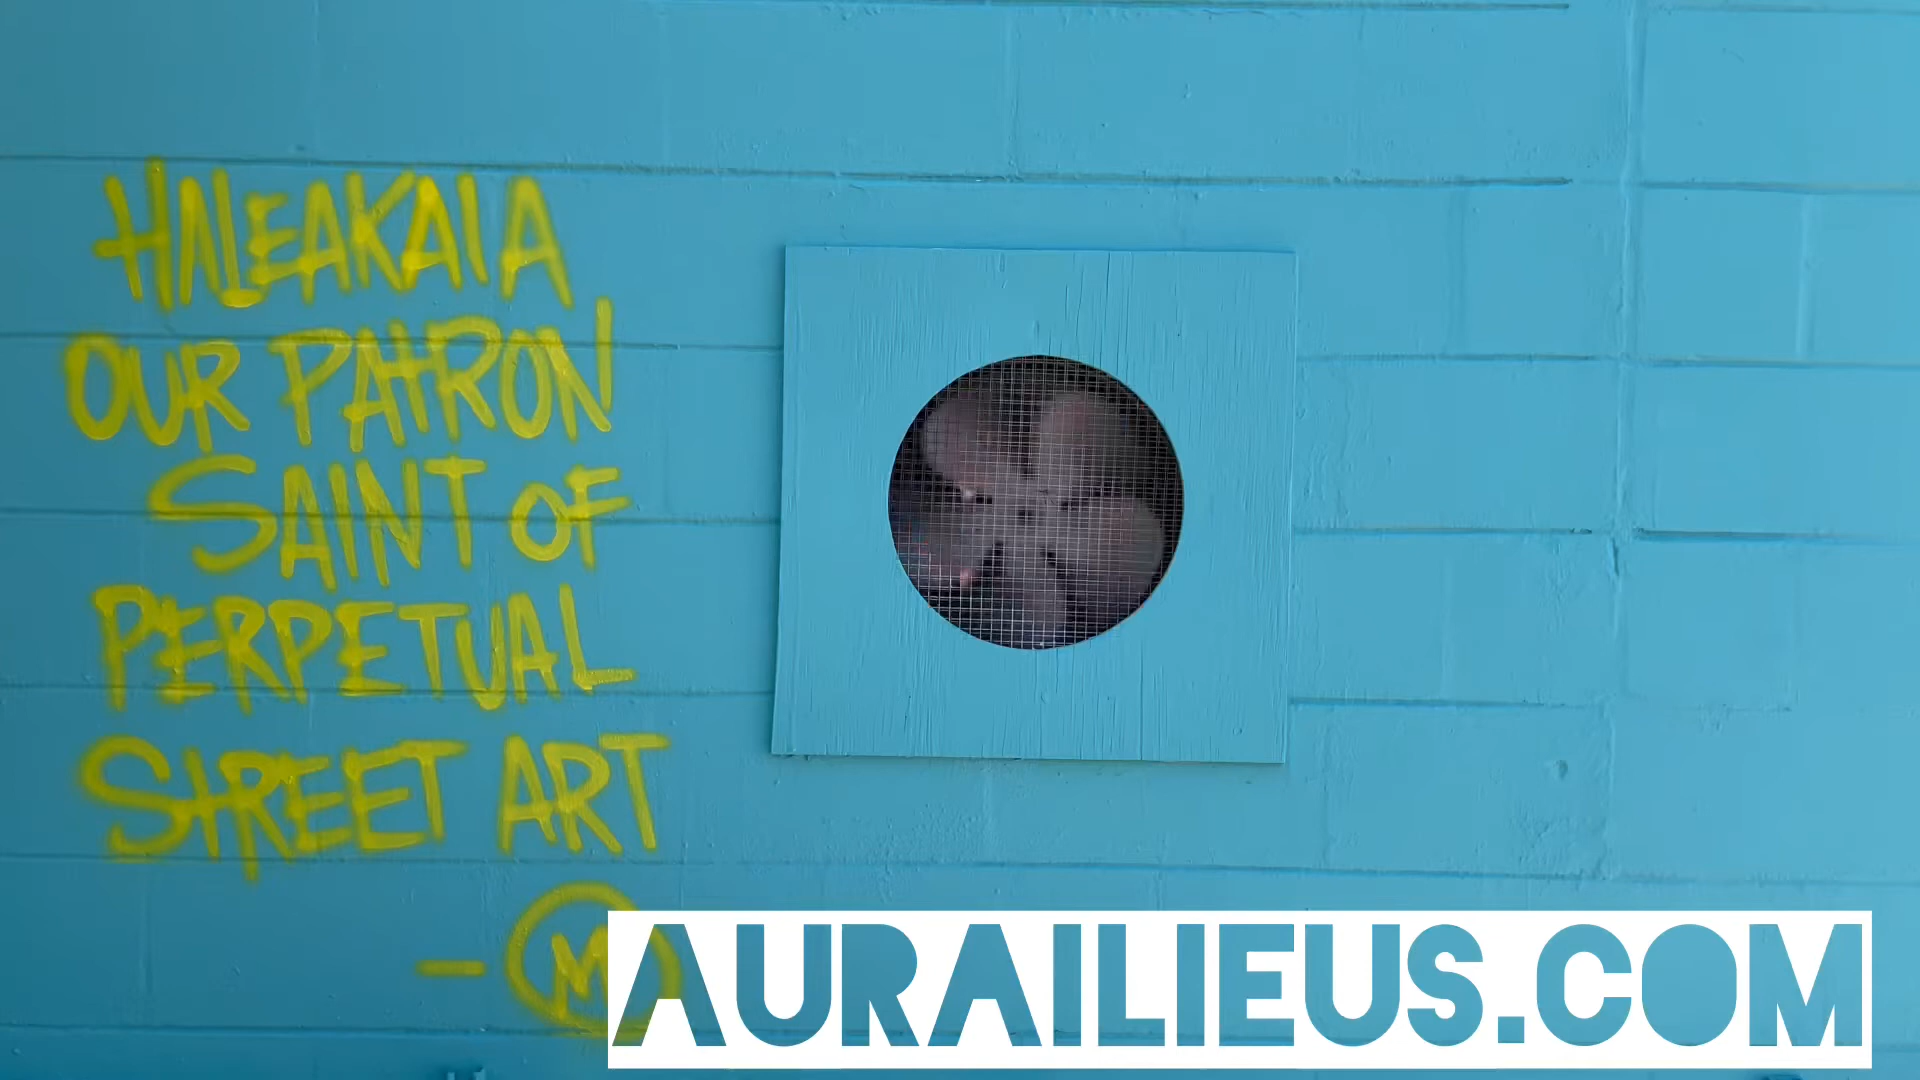 HALEAKALA
OUR PATRON
SAINT OF
PERPETUAL
STREET ART
– M
AURAILIEUS.COM